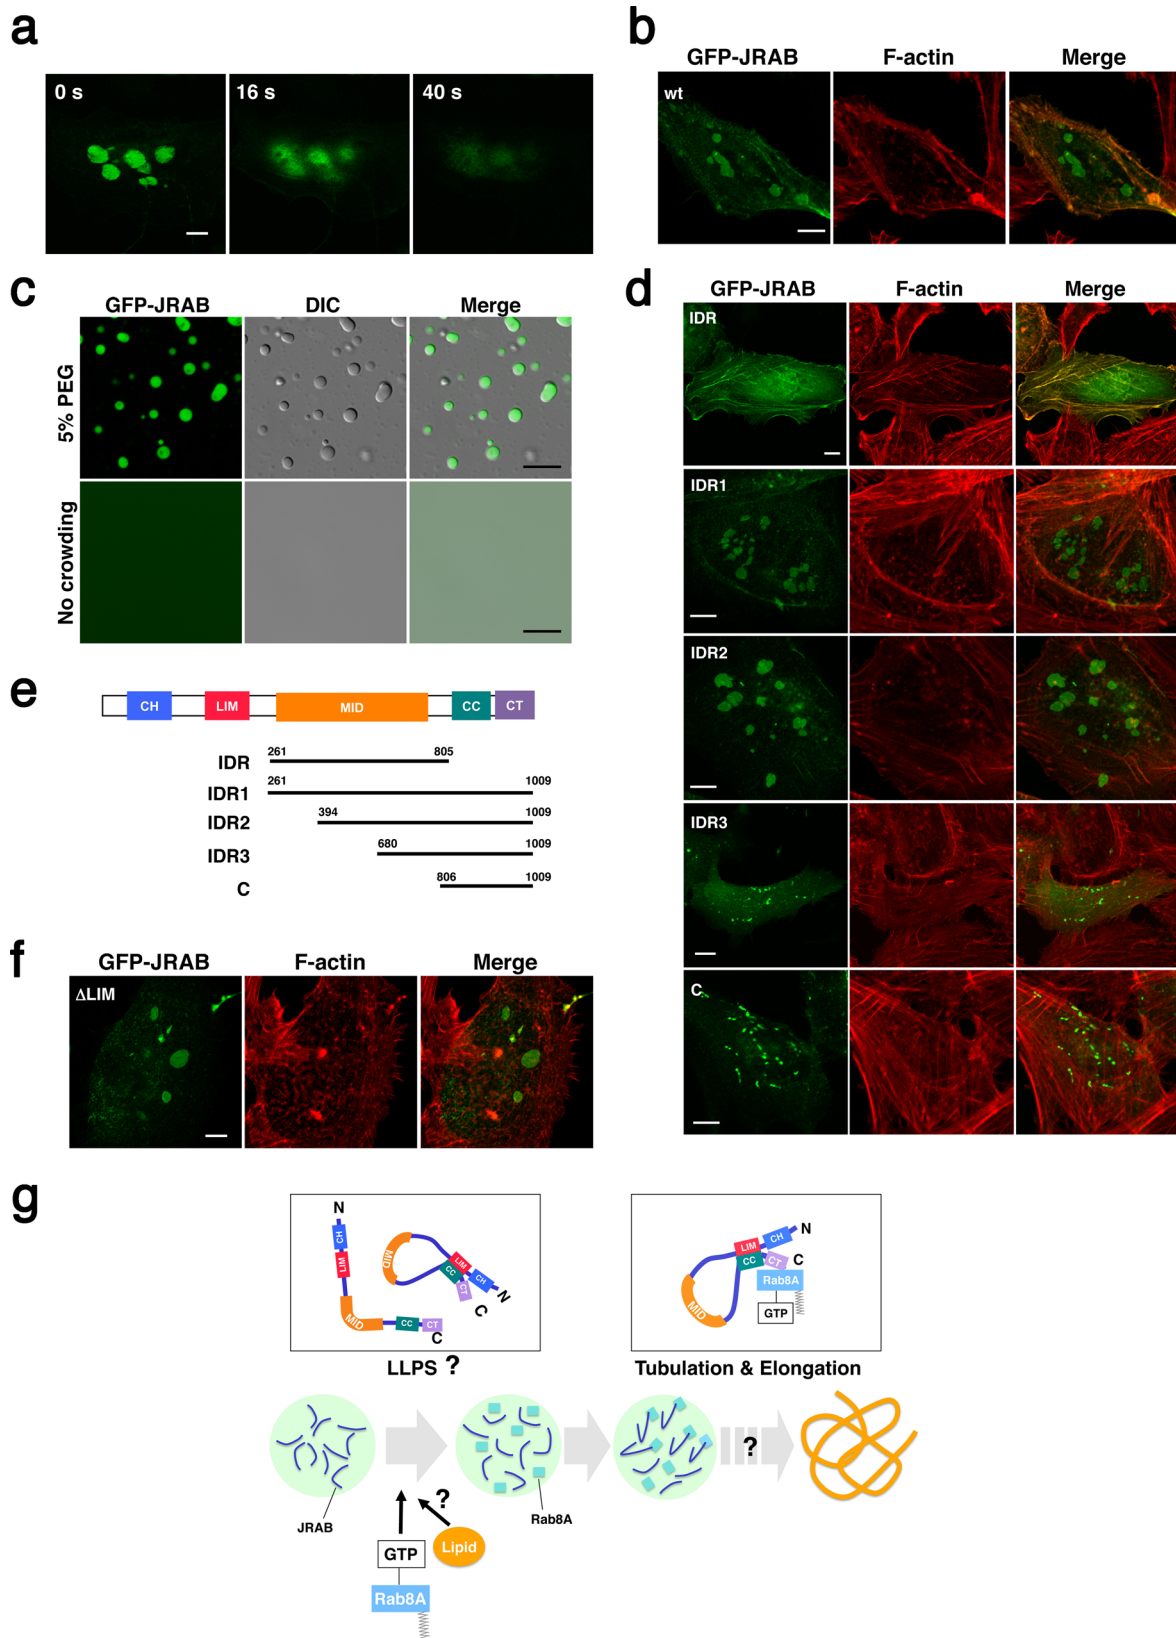 a
0 s
16 s
40 s
b
GFP-JRAB
F-actin
Merge
wt
c
GFP-JRAB
DIC
Merge
5% PEG
No crowding
d
GFP-JRAB
F-actin
Merge
IDR
IDR1
IDR2
IDR3
C
e
CH
LIM
MID
CC
CT
IDR
261
805
IDR1
261
1009
IDR2
394
1009
IDR3
680
1009
C
806
1009
f
GFP-JRAB
F-actin
Merge
ΔLIM
g
N
CH
LIM
MID
CC
CT
C
MID
LIM
CC
CH
CT
N
C
LLPS ?
LIM
CH
N
CC
CT
C
Rab8A
GTP
MID
Tubulation & Elongation
JRAB
?
GTP
Lipid
Rab8A
Rab8A
?